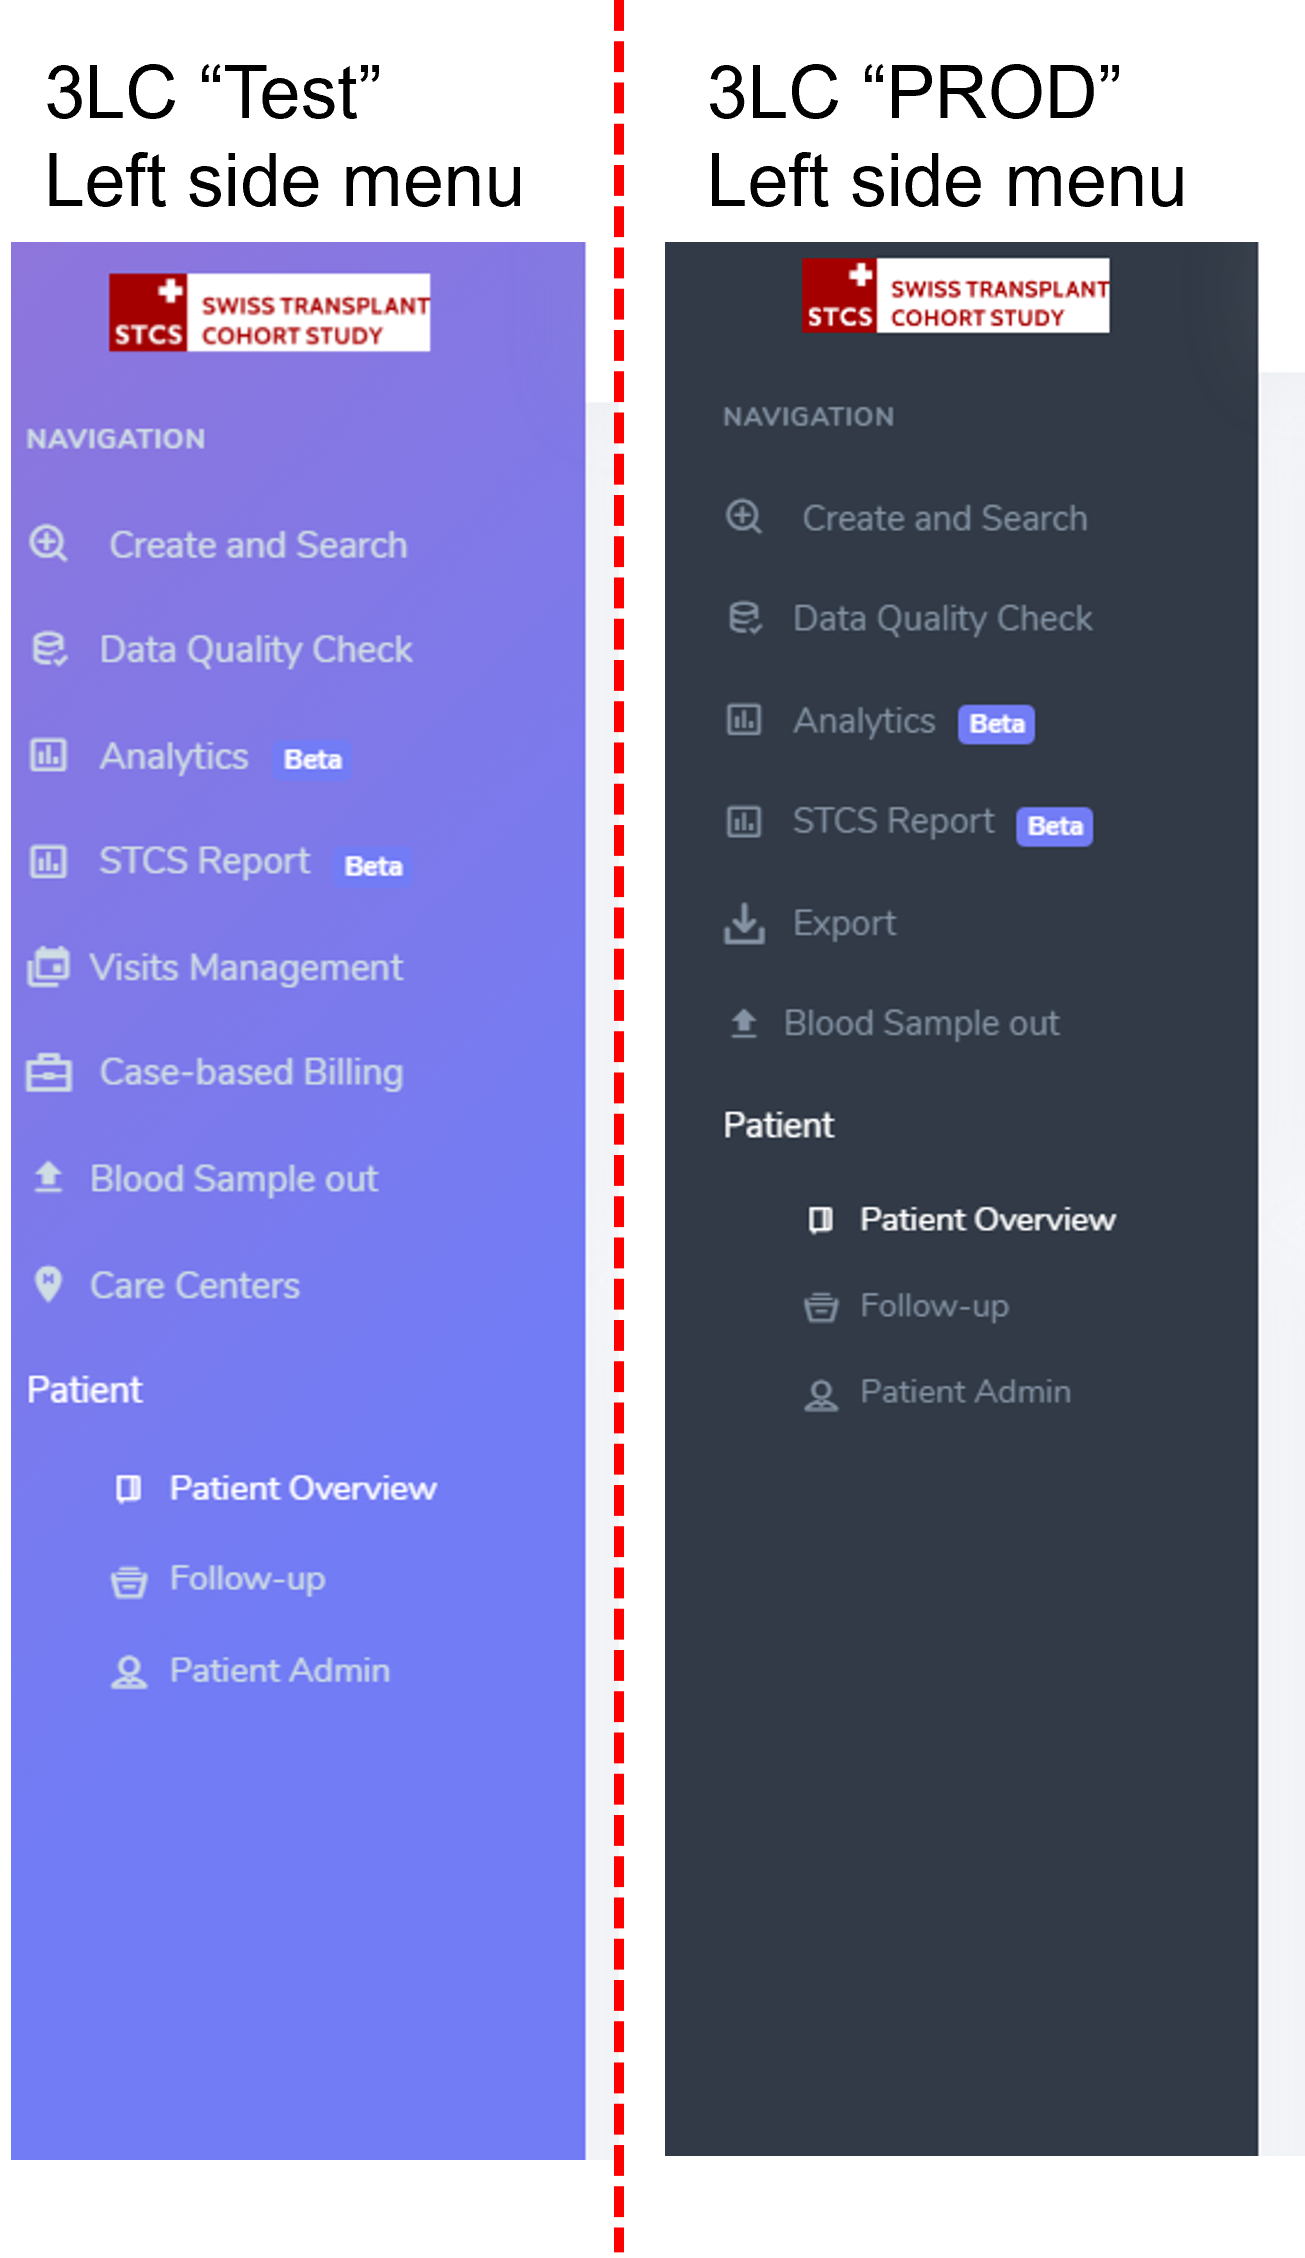 3LC “Test”
Left side menu
STCS
SWISS TRANSPLANT
COHORT STUDY
NAVIGATION
Create and Search
Data Quality Check
Analytics Beta
STCS Report Beta
Visits Management
Case-based Billing
Blood Sample out
Care Centers
Patient
Patient Overview
Follow-up
Patient Admin
3LC “PROD”
Left side menu
STCS
SWISS TRANSPLANT
COHORT STUDY
NAVIGATION
Create and Search
Data Quality Check
Analytics Beta
STCS Report Beta
Export
Blood Sample out
Patient
Patient Overview
Follow-up
Patient Admin